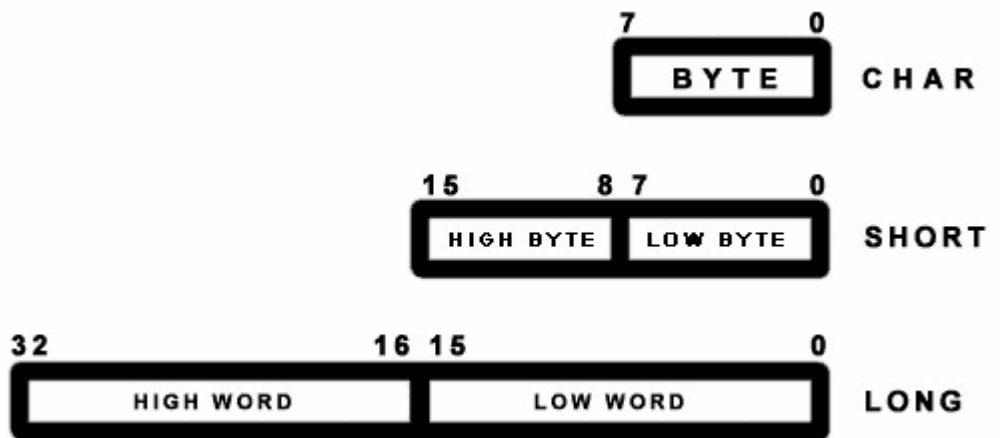 7 0
BYTE CHAR
15 8 7 0
HIGH BYTE LOW BYTE SHORT
32 16 15 0
HIGH WORD LOW WORD LONG